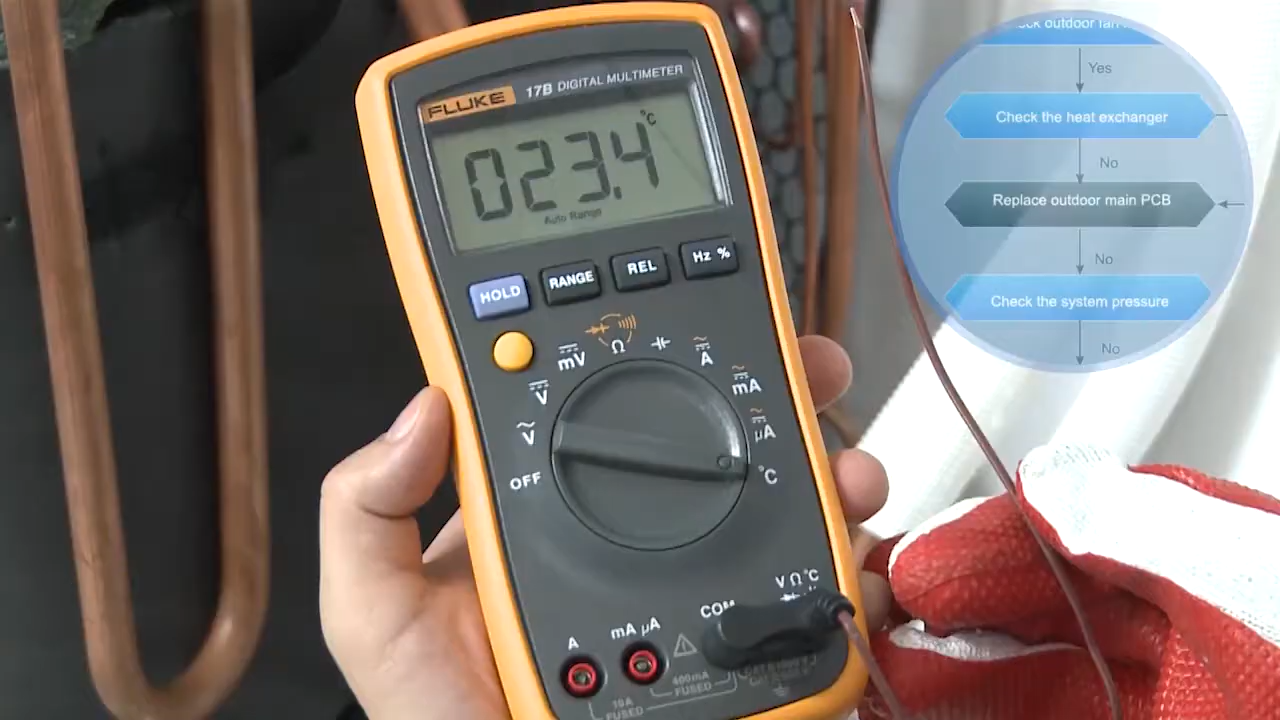 FLUKE 17B DIGITAL MULTIMETER
023.4 °C
Auto Range
HOLD RANGE REL Hz %
mV Ω A
V mA
V µA
OFF °C
V Ω °C
COM
A mA µA
400mA
FUSED
10A
FUSED
outdoor fan
Yes
Check the heat exchanger
No
Replace outdoor main PCB
No
Check the system pressure
No